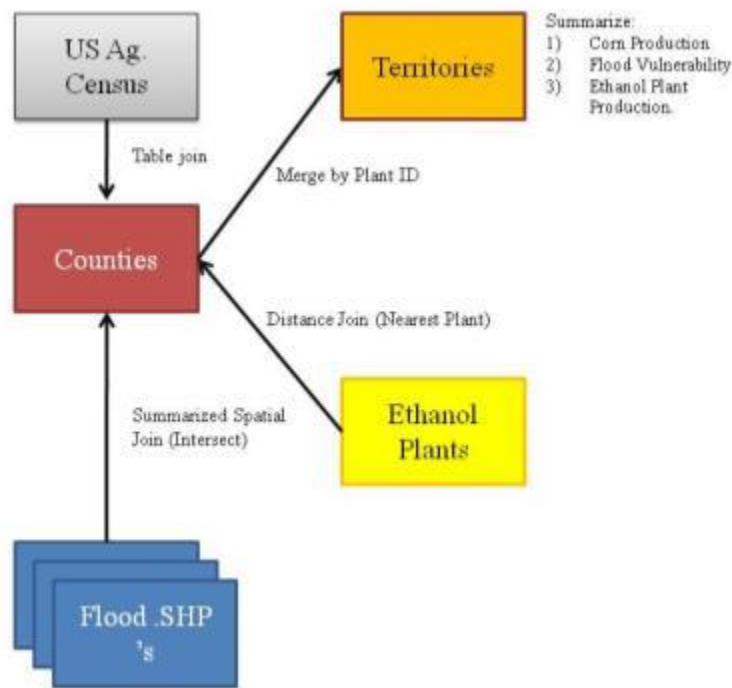 US Ag.
Census
Territories
Summarize:
1) Corn Production
2) Flood Vulnerability
3) Ethanol Plant
Production.
Table join
Merge by Plant ID
Counties
Distance Join (Nearest Plant)
Summarized Spatial
Join (Intersect)
Ethanol
Plants
Flood .SHP
's